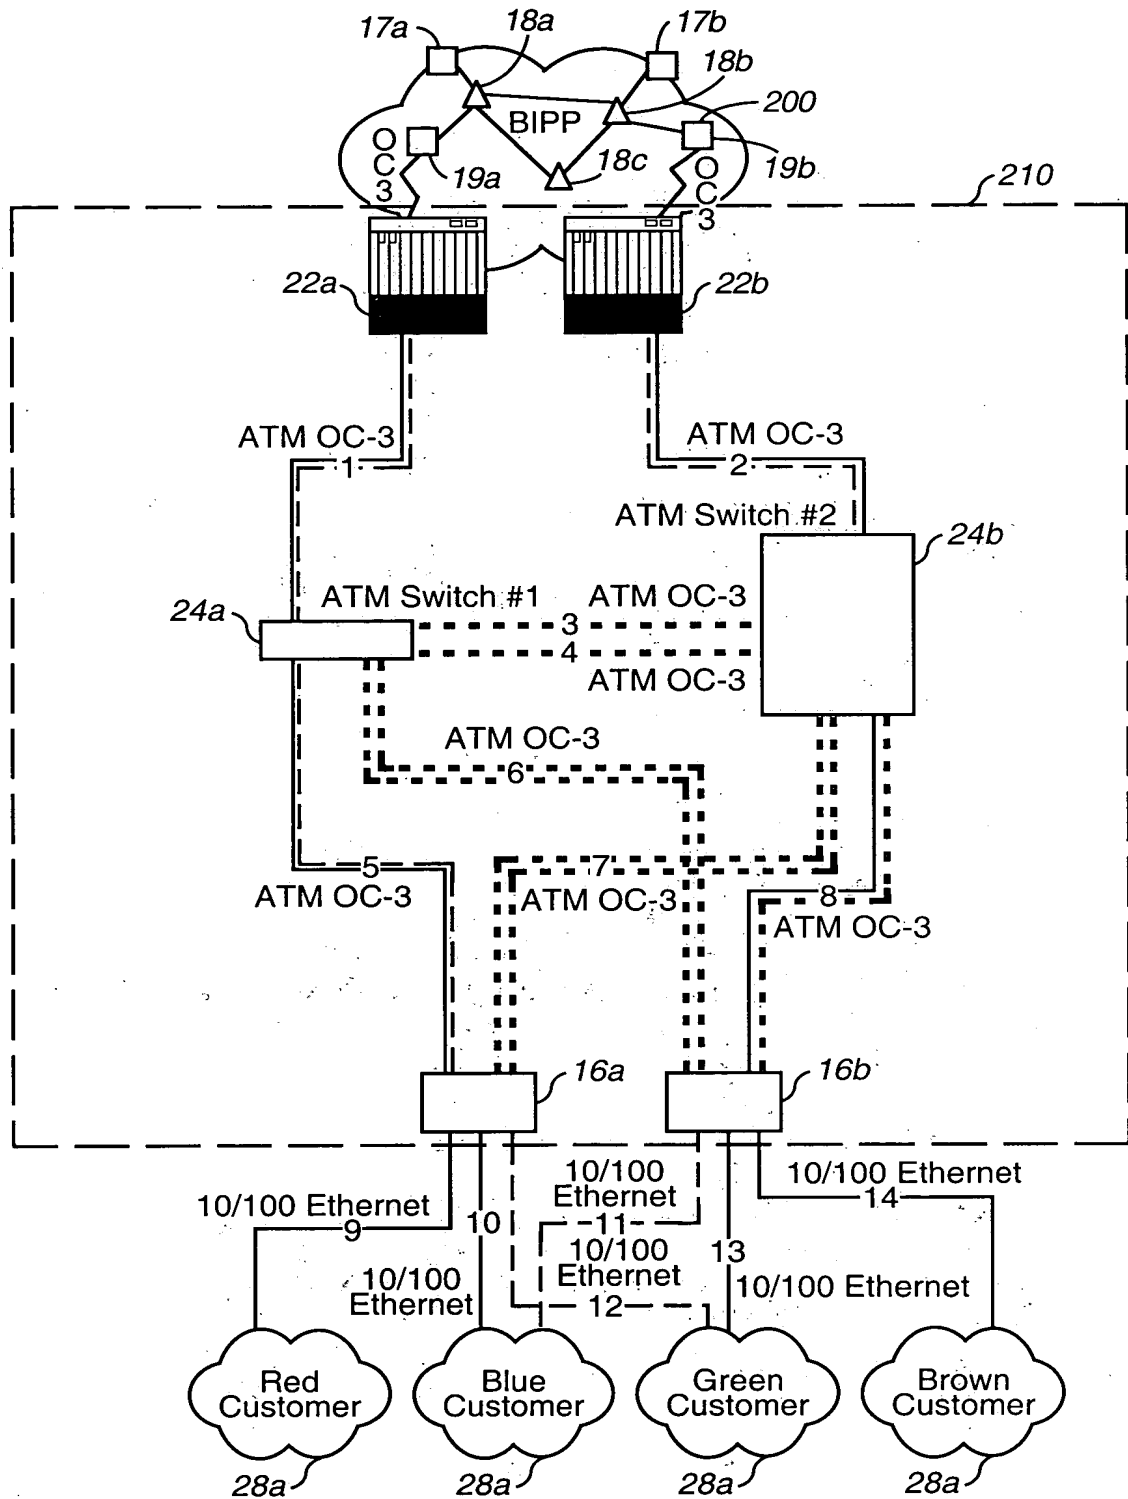 17a
18a
17b
18b
200
BIPP
OC3
19a
18c
19b
OC3
210
22a
22b
ATM OC-3
1
ATM OC-3
2
ATM Switch #2
24b
ATM Switch #1
24a
ATM OC-3
3
4
ATM OC-3
ATM OC-3
6
5
ATM OC-3
7
ATM OC-3
8
ATM OC-3
16a
16b
10/100 Ethernet
9
10
10/100
Ethernet
11
10/100 Ethernet
14
10/100
Ethernet
12
13
10/100
Ethernet
10/100 Ethernet
Red
Customer
Blue
Customer
Green
Customer
Brown
Customer
28a
28a
28a
28a